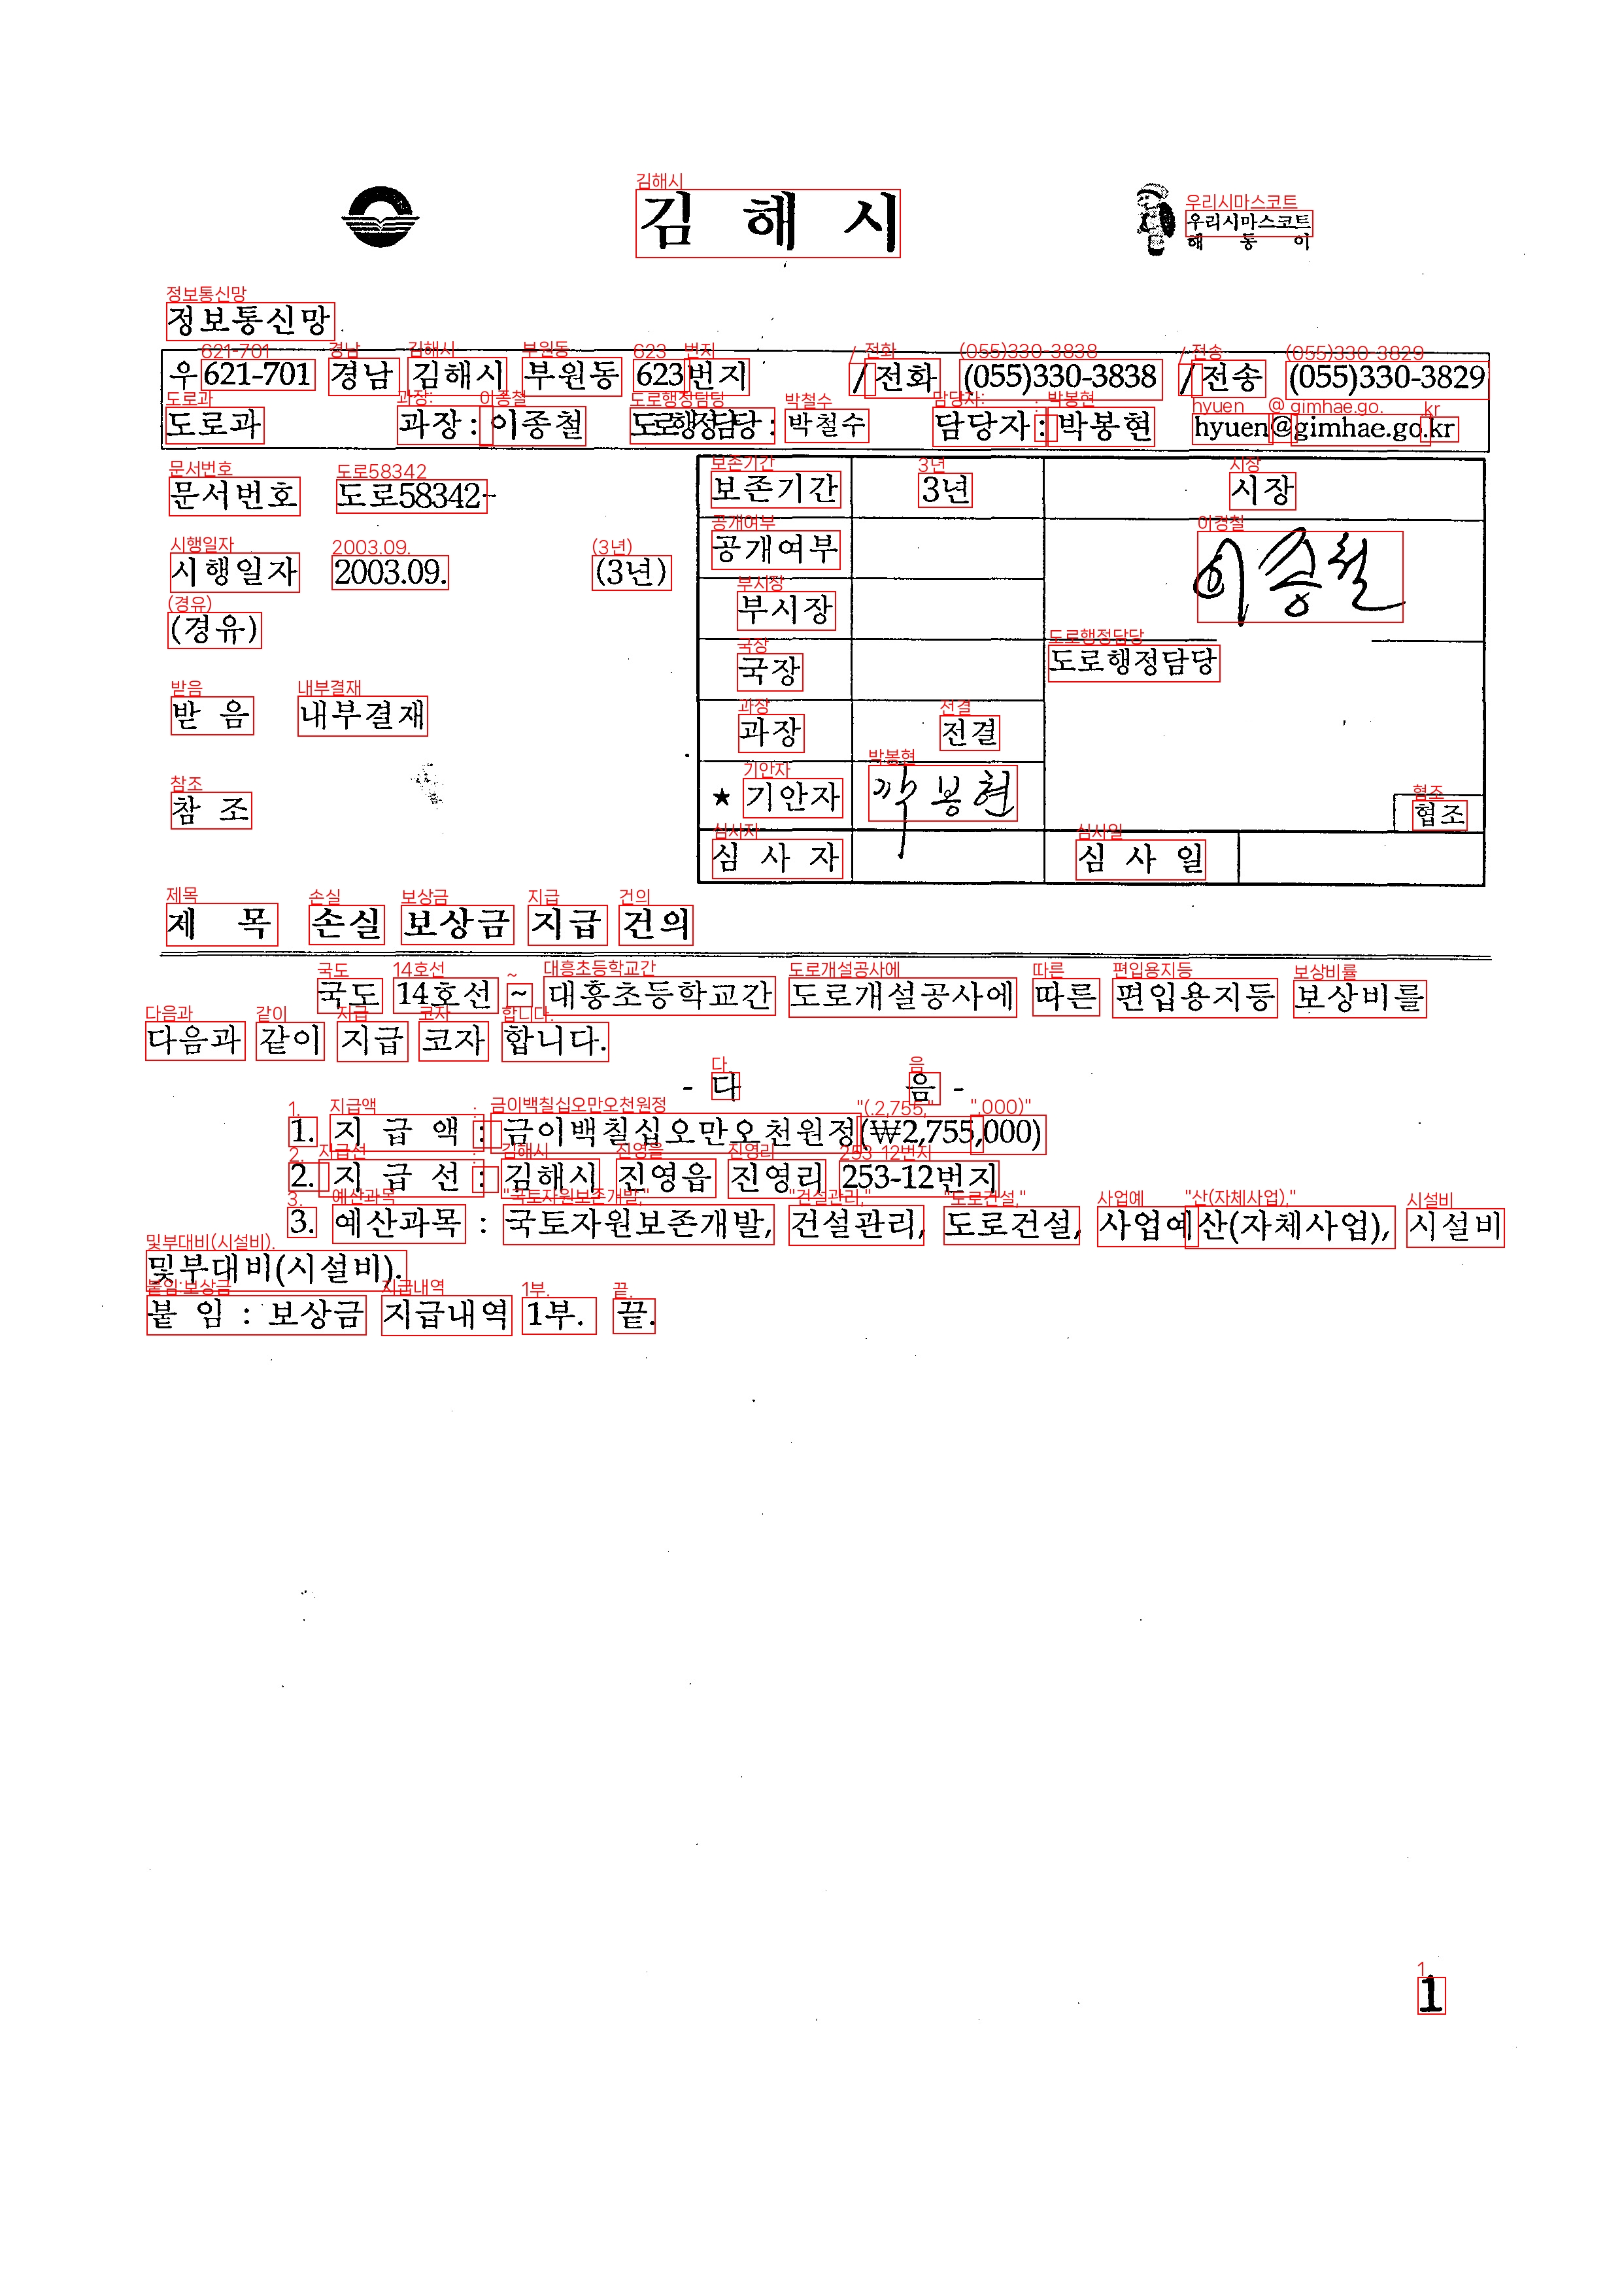 김 해 시
우리시마스코트
해 동 이
정보통신망
우621-701 경남 김해시 부원동 623번지 / 전화 (055)330-3838 / 전송 (055)330-3829
도로과 과장 : 이종철 도로행정담당 : 박철수 담당자 : 박봉현 hyuen@gimhae.go.kr
문서번호 도로58342-
시행일자 2003.09. (3년)
(경유)
받 음 내부결재
참 조
보존기간 3년 시장
공개여부
부시장
국장 도로행정담당
과장 전결
★ 기안자 박봉현 협조
심 사 자 심 사 일
제 목 손실 보상금 지급 건의
국도 14호선 ~ 대흥초등학교간 도로개설공사에 따른 편입용지등 보상비를
다음과 같이 지급 코자 합니다.
- 다 음 -
1. 지 급 액 : 금이백칠십오만오천원정(₩2,755,000)
2. 지 급 선 : 김해시 진영읍 진영리 253-12번지
3. 예산과목 : 국토자원보존개발, 건설관리, 도로건설, 사업예산(자체사업), 시설비
및부대비(시설비).
붙 임 : 보상금 지급내역 1부. 끝.
1